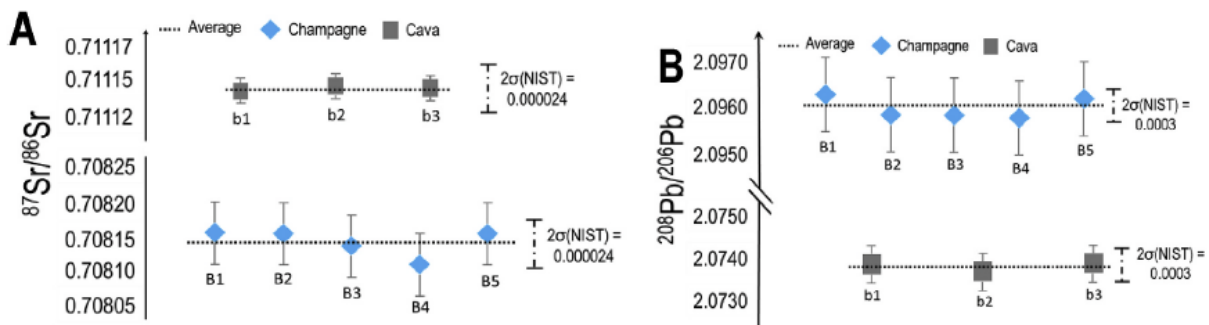 A
Average Champagne Cava
0.71117
0.71115
0.71112
0.70825
0.70820
0.70815
0.70810
0.70805
87Sr/86Sr
b1 b2 b3
2σ(NIST) =
0.000024
B1 B2 B3 B4 B5
2σ(NIST) =
0.000024
B
Average Champagne Cava
2.0970
2.0960
2.0950
2.0750
2.0740
2.0730
208Pb/206Pb
B1 B2 B3 B4 B5
2σ(NIST) =
0.0003
b1 b2 b3
2σ(NIST) =
0.0003